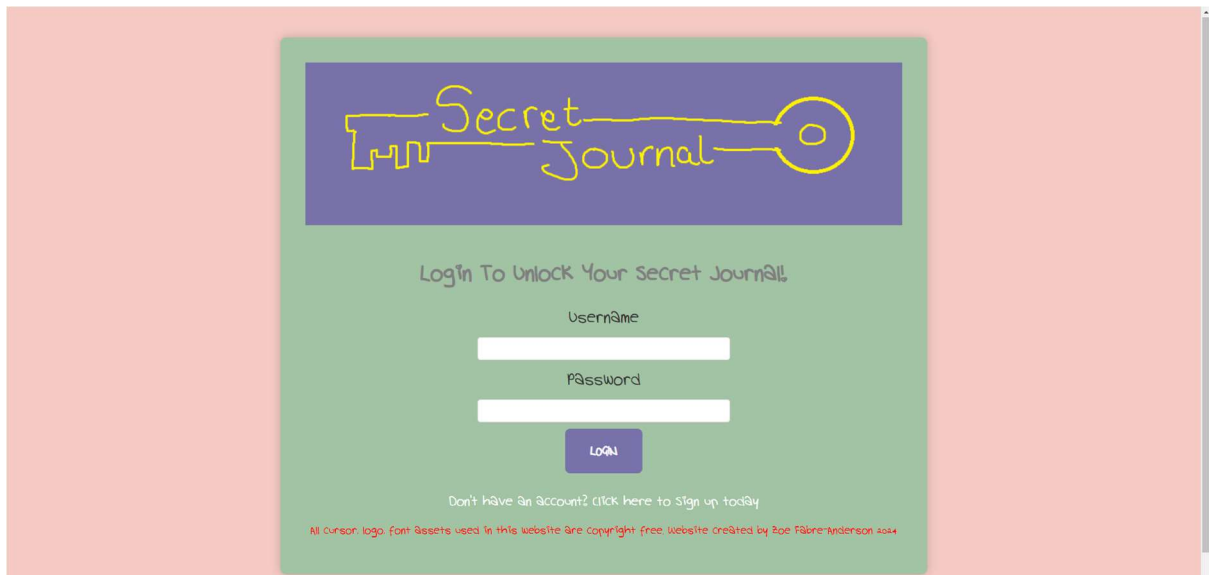 Secret
Journal
Login To Unlock Your Secret Journal!
Username
Password
LOGIN
Don't have an account? Click here to sign up today
All cursor, logo, font assets used in this website are copyright free. Website created by Zoe Fabre-Anderson 2024